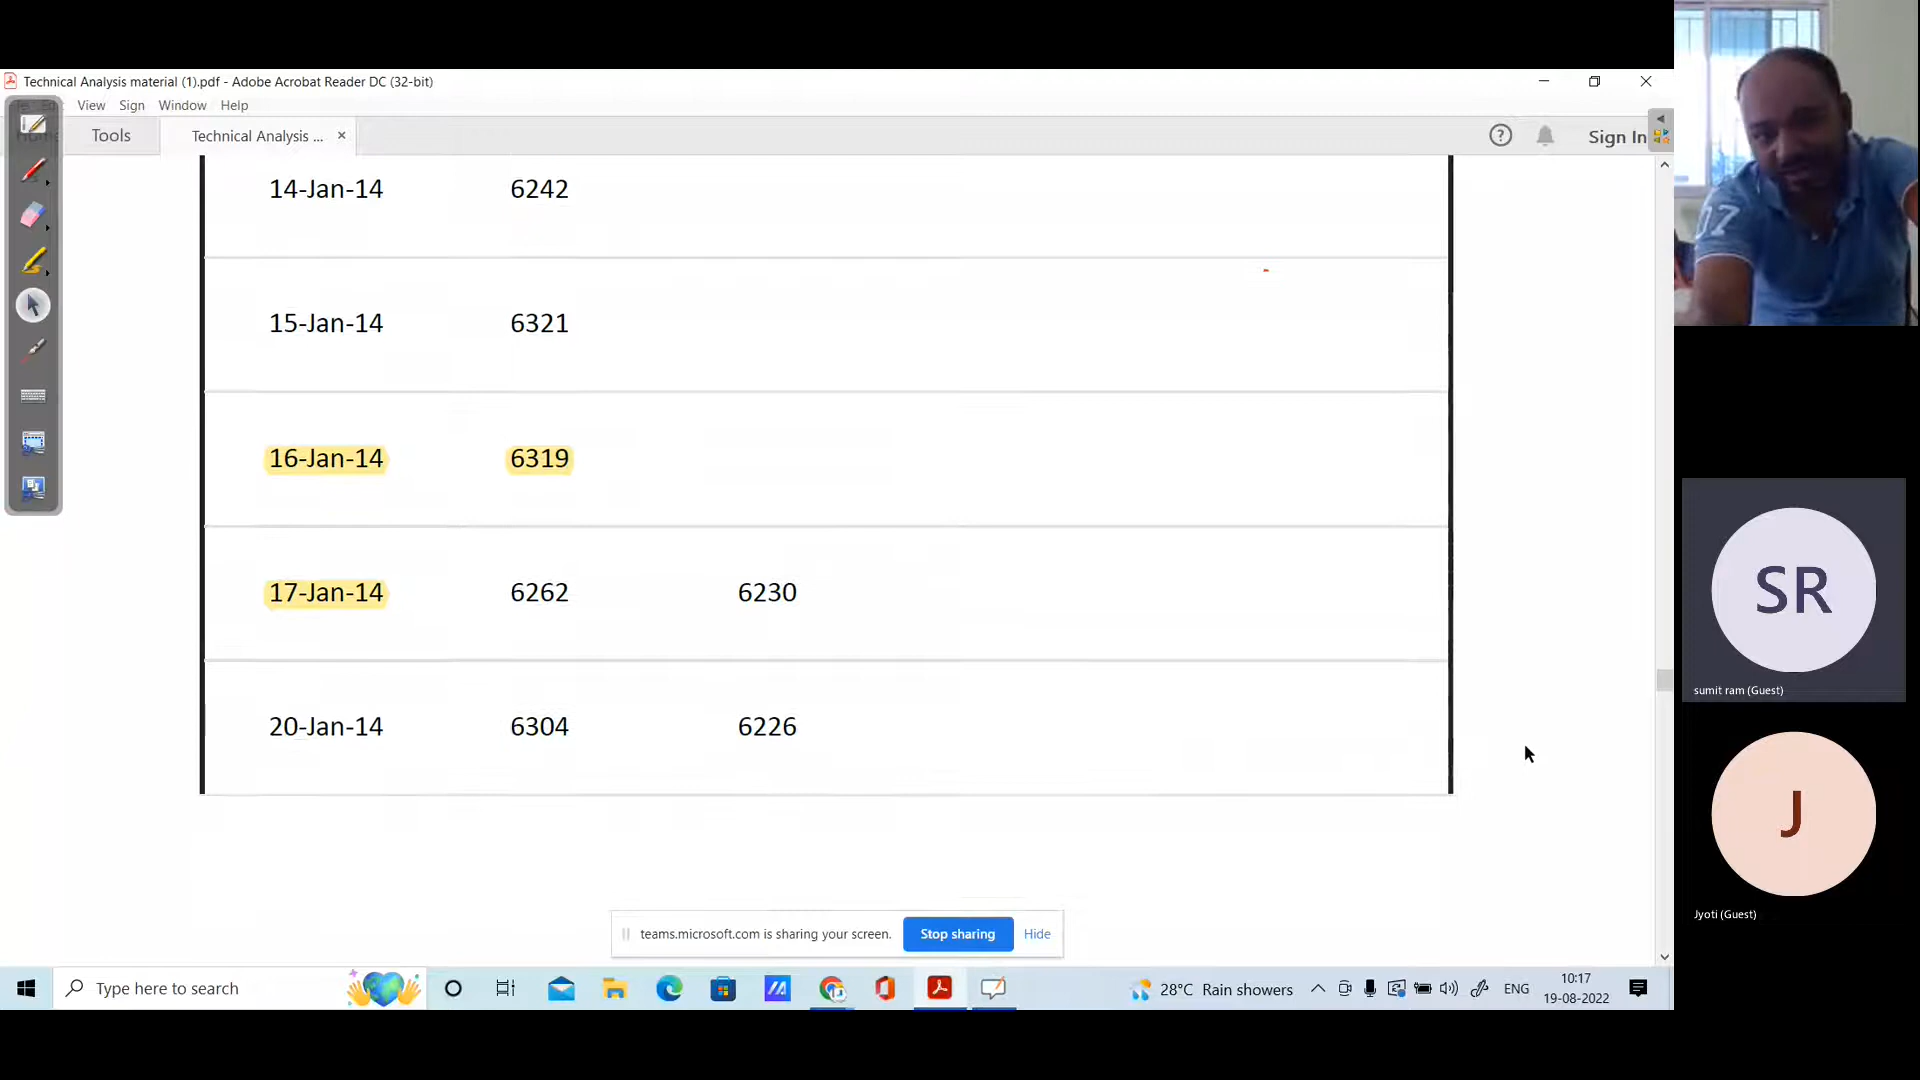 Technical Analysis material (1).pdf - Adobe Acrobat Reader DC (32-bit)
View Sign Window Help
Tools Technical Analysis ... × Sign In
14-Jan-14 6242
15-Jan-14 6321
16-Jan-14 6319
17-Jan-14 6262 6230
20-Jan-14 6304 6226
teams.microsoft.com is sharing your screen. Stop sharing Hide
Type here to search
28°C Rain showers
ENG
10:17
19-08-2022
07
SR
sumit ram (Guest)
J
Jyoti (Guest)